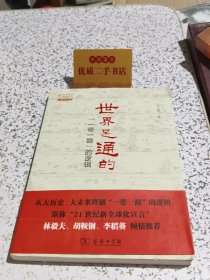 优质二手书店
世界是通的
“一带一路”的逻辑
从大历史 大未来理解“一带一路”的逻辑
堪称“21世纪新全球化宣言”
林毅夫、胡鞍钢、李稻葵 倾情推荐
商务印书馆